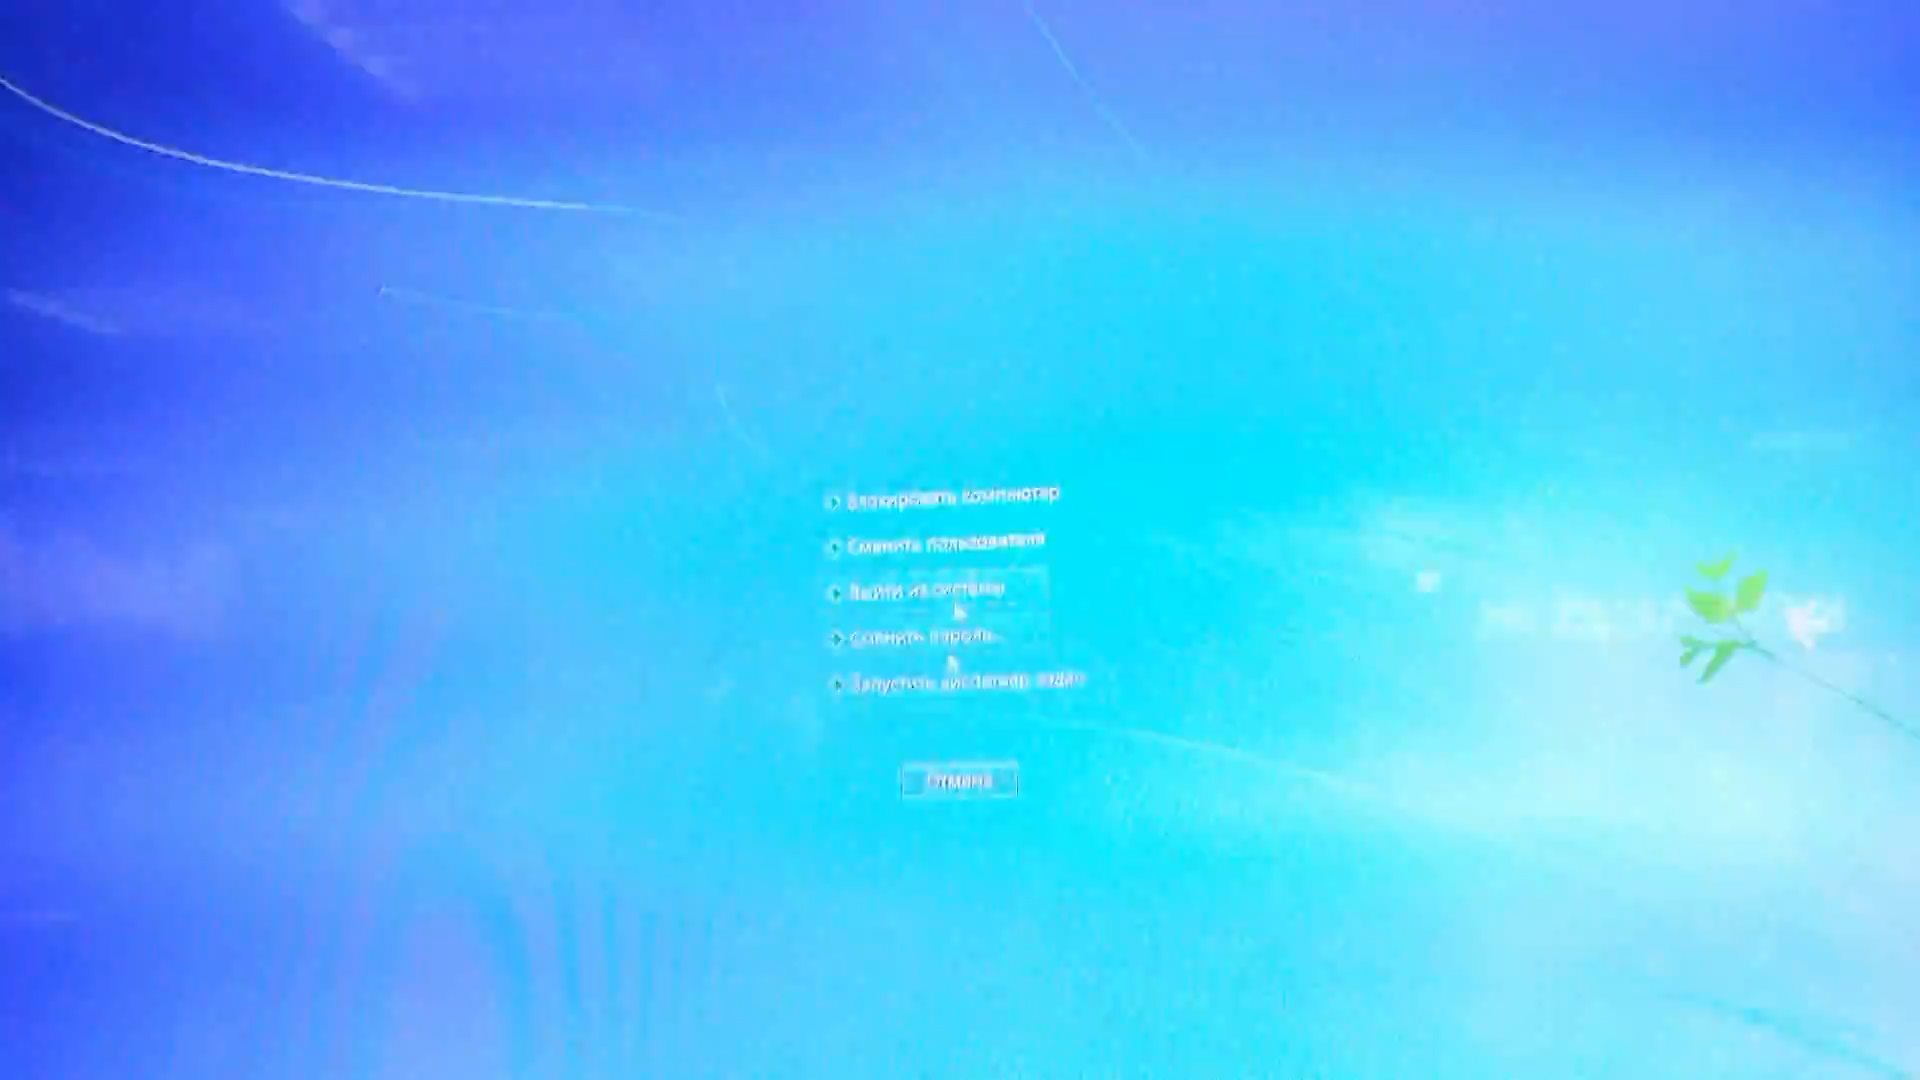 Блокировать компьютер
Сменить пользователя
Выйти из системы
Сменить пароль...
Запустить диспетчер задач
Отмена